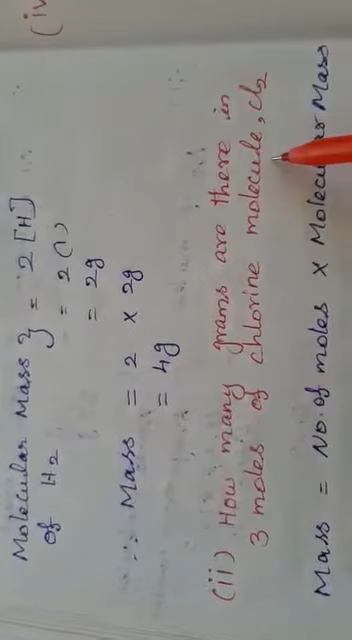 (iv
Molecular Mass } = 2 [H]
of H2
= 2 (1)
= 2g
∴ Mass = 2 × 2g
= 4g
(ii) How many grams are there in
3 moles of chlorine molecule, Cl2
Mass = No. of moles × Molecular Mass